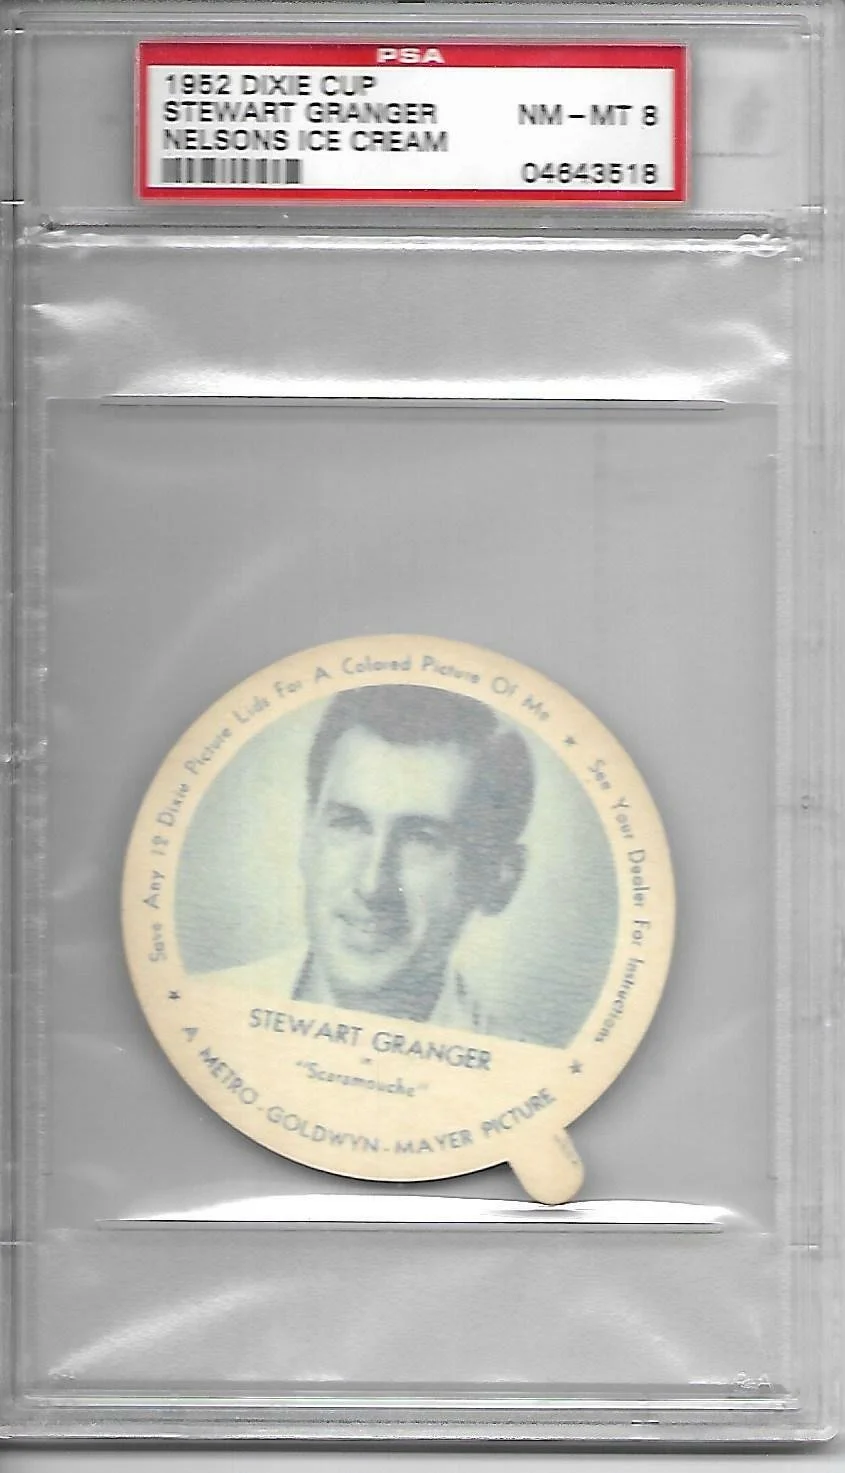 PSA
1952 DIXIE CUP
STEWART GRANGER NM-MT 8
NELSONS ICE CREAM
04643518
Save Any 12 Dixie Picture Lids For A Colored Picture Of Me ★ See Your Dealer For Instructions ★
STEWART GRANGER
in
"Scaramouche"
★ A METRO-GOLDWYN-MAYER PICTURE
PSA